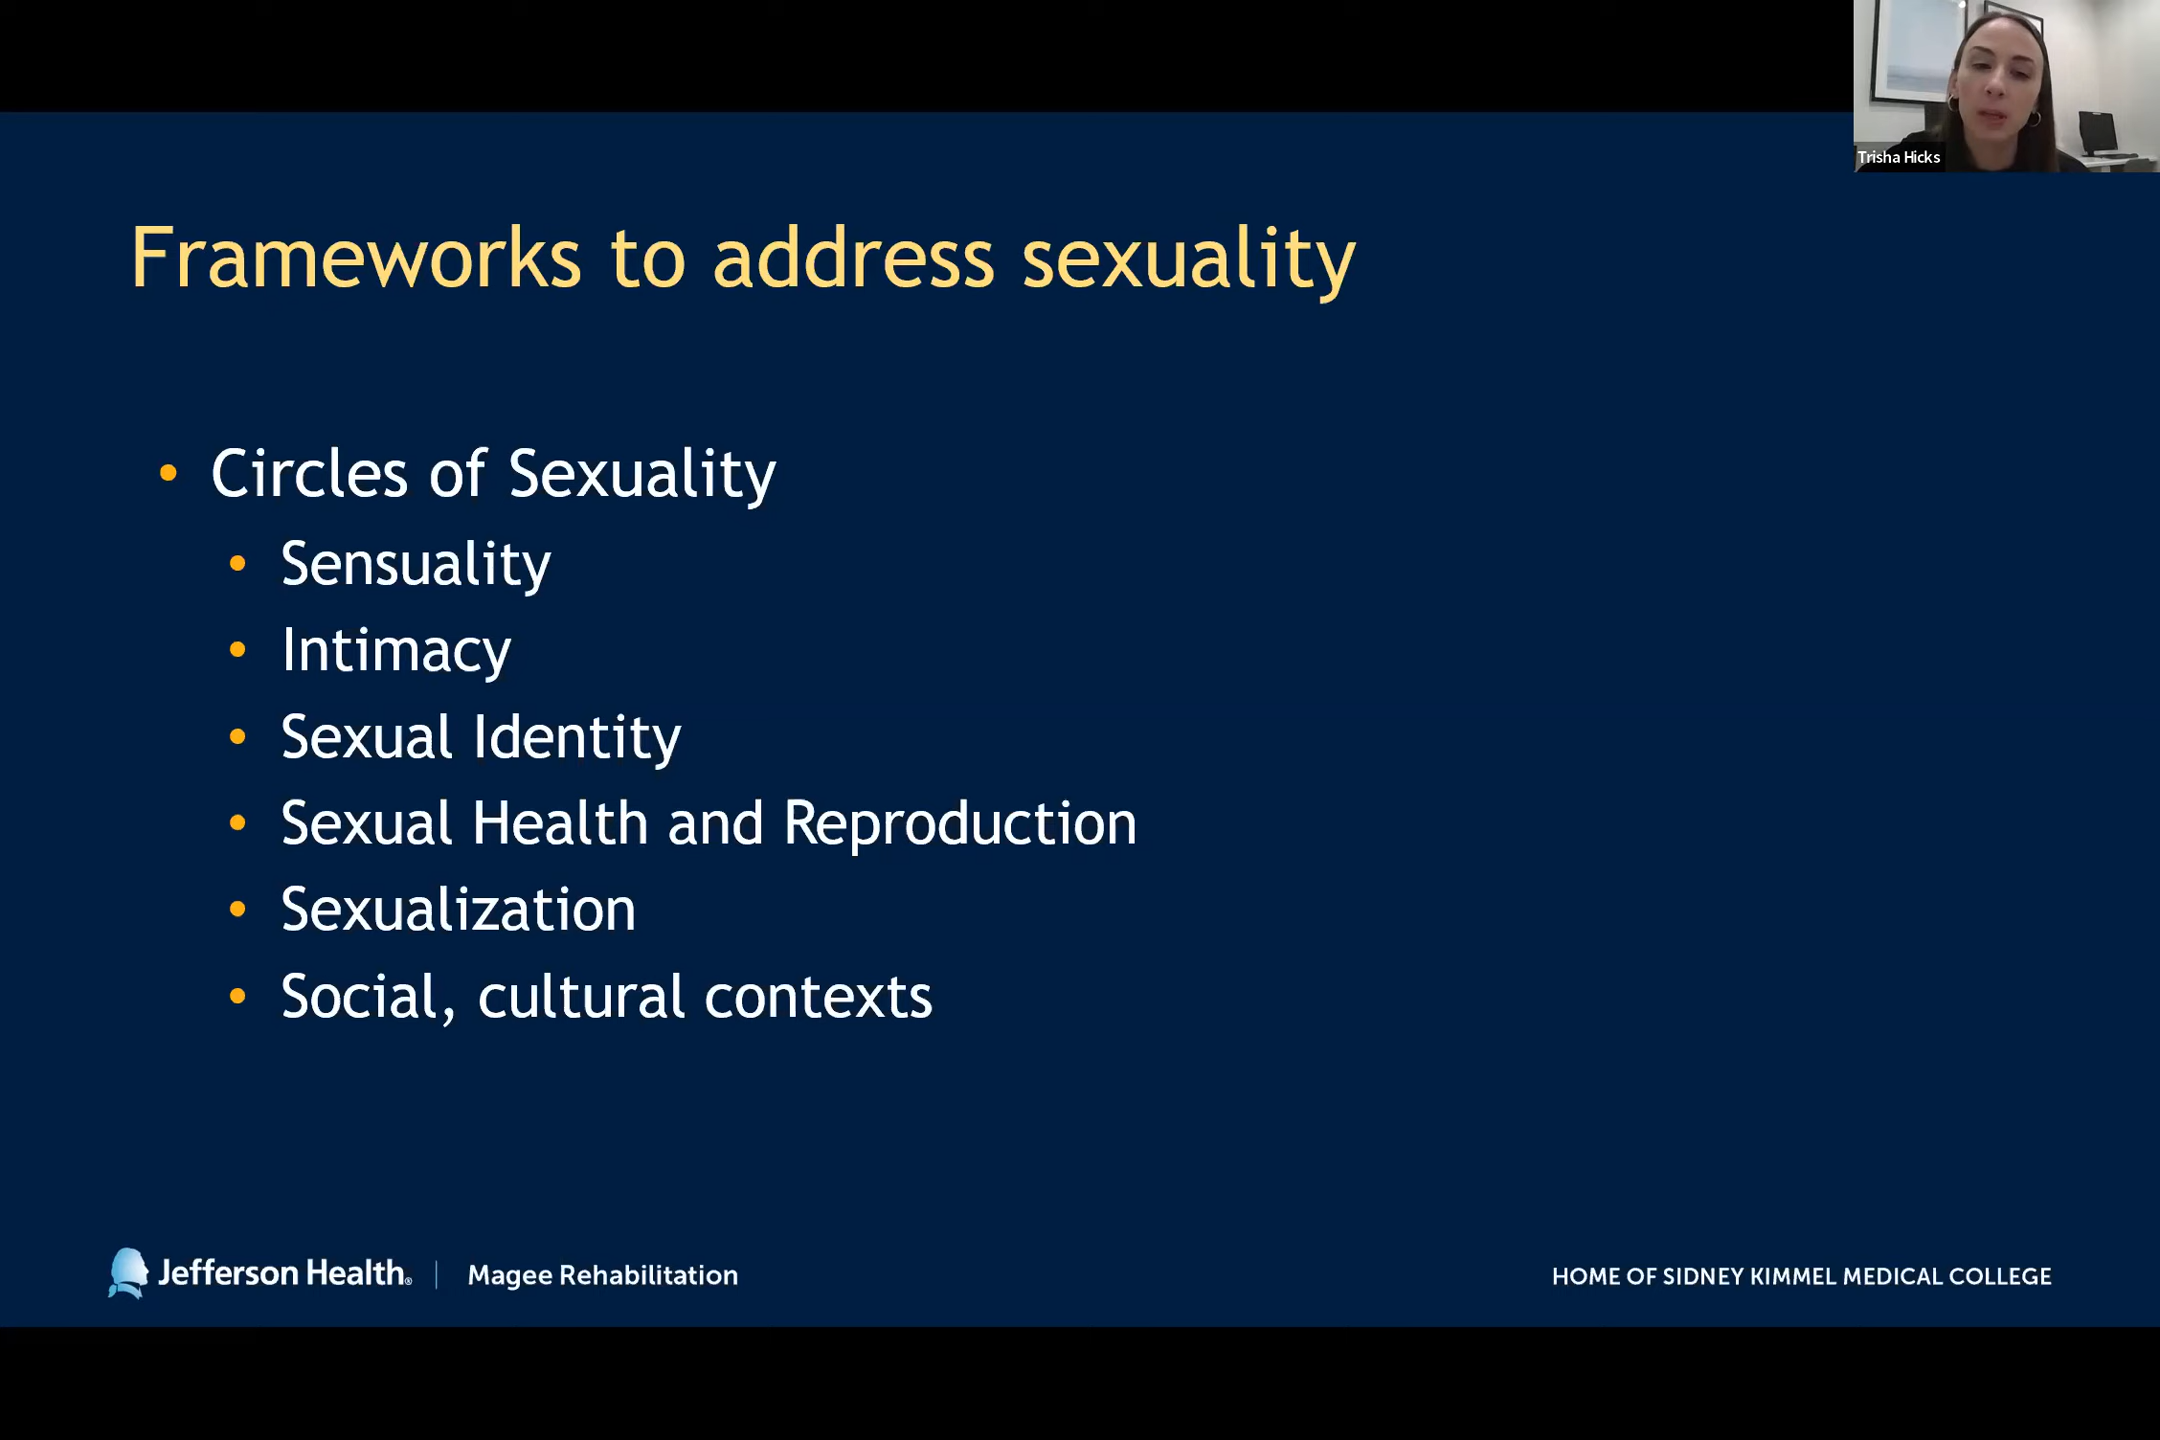 Trisha Hicks
Frameworks to address sexuality
• Circles of Sexuality
• Sensuality
• Intimacy
• Sexual Identity
• Sexual Health and Reproduction
• Sexualization
• Social, cultural contexts
Jefferson Health® | Magee Rehabilitation
HOME OF SIDNEY KIMMEL MEDICAL COLLEGE